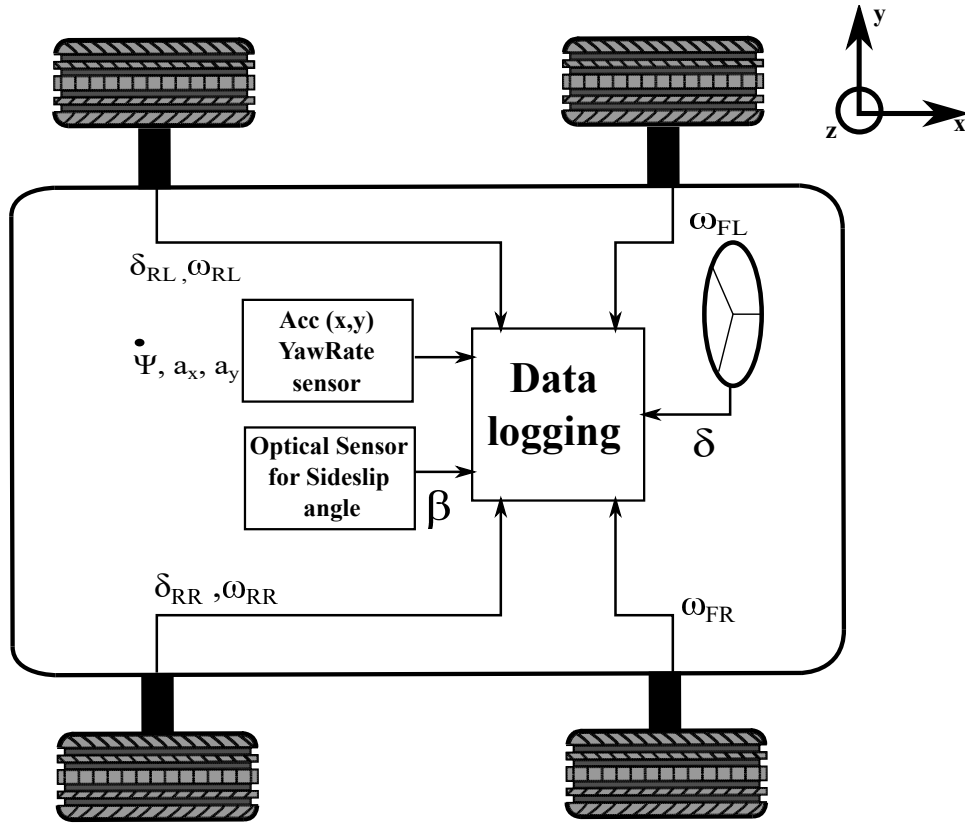 y
z
x
ω_FL
δ_RL ,ω_RL
Acc (x,y)
YawRate
sensor
Ψ̇, a_x, a_y
Data
logging
δ
Optical Sensor
for Sideslip
angle
β
δ_RR ,ω_RR
ω_FR